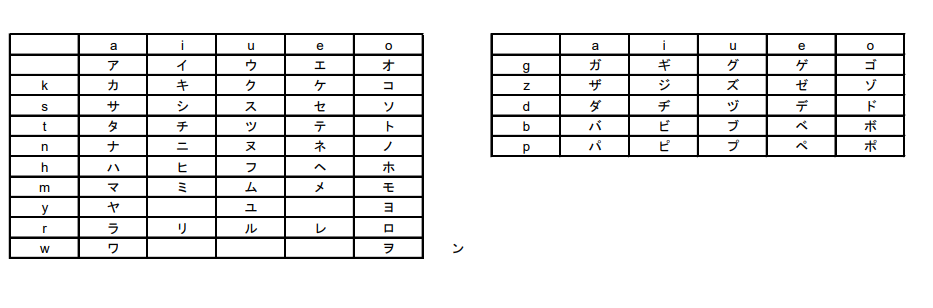 a i u e o
ア イ ウ エ オ
k カ キ ク ケ コ
s サ シ ス セ ソ
t タ チ ツ テ ト
n ナ ニ ヌ ネ ノ
h ハ ヒ フ ヘ ホ
m マ ミ ム メ モ
y ヤ ユ ヨ
r ラ リ ル レ ロ
w ワ ヲ
ン
a i u e o
g ガ ギ グ ゲ ゴ
z ザ ジ ズ ゼ ゾ
d ダ ヂ ヅ デ ド
b バ ビ ブ ベ ボ
p パ ピ プ ペ ポ